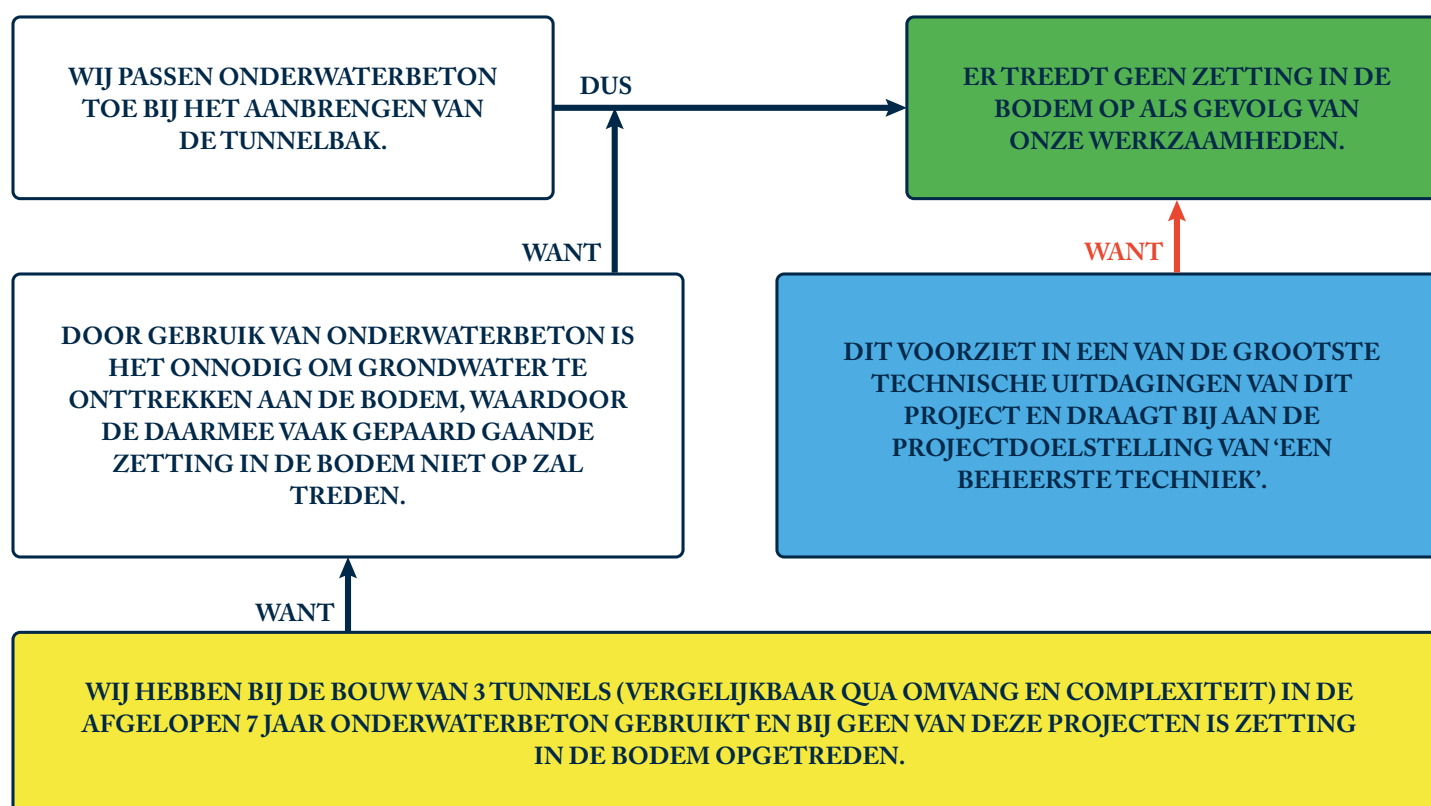 WIJ PASSEN ONDERWATERBETON
TOE BIJ HET AANBRENGEN VAN
DE TUNNELBAK.
DUS
ER TREEDT GEEN ZETTING IN DE
BODEM OP ALS GEVOLG VAN
ONZE WERKZAAMHEDEN.
WANT
WANT
DOOR GEBRUIK VAN ONDERWATERBETON IS
HET ONNODIG OM GRONDWATER TE
ONTTREKKEN AAN DE BODEM, WAARDOOR
DE DAARMEE VAAK GEPAARD GAANDE
ZETTING IN DE BODEM NIET OP ZAL
TREDEN.
DIT VOORZIET IN EEN VAN DE GROOTSTE
TECHNISCHE UITDAGINGEN VAN DIT
PROJECT EN DRAAGT BIJ AAN DE
PROJECTDOELSTELLING VAN ‘EEN
BEHEERSTE TECHNIEK’.
WANT
WIJ HEBBEN BIJ DE BOUW VAN 3 TUNNELS (VERGELIJKBAAR QUA OMVANG EN COMPLEXITEIT) IN DE
AFGELOPEN 7 JAAR ONDERWATERBETON GEBRUIKT EN BIJ GEEN VAN DEZE PROJECTEN IS ZETTING
IN DE BODEM OPGETREDEN.